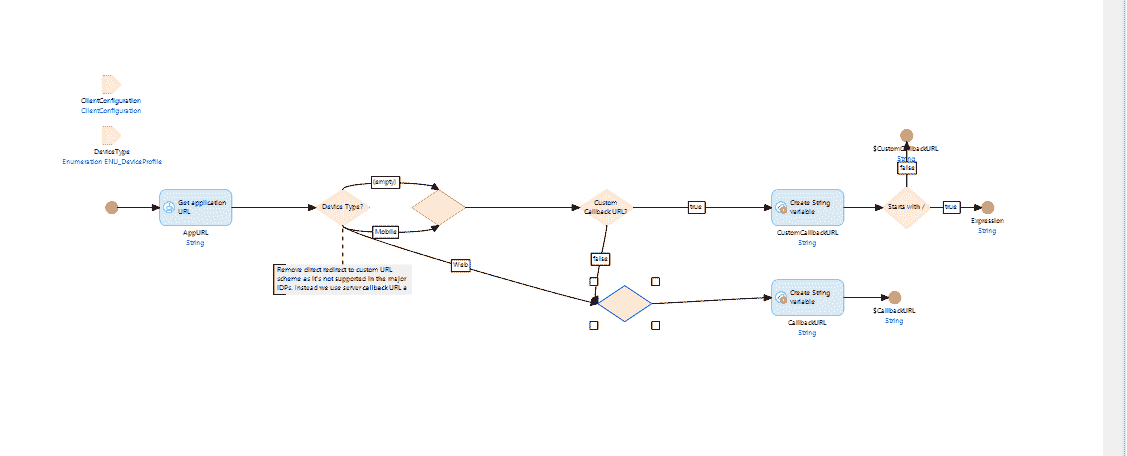 ClientConfiguration
ClientConfiguration
DeviceType
Enumeration ENU_DeviceProfile
Get application
URL
AppURL
String
Device Type?
(empty)
Mobile
Web
Remove direct redirect to custom URL
scheme as it's not supported in the major
IDPs. Instead we use server callback URL a
Custom
Callback URL?
true
false
Create String
variable
CustomCallbackURL
String
Starts with /
$CustomCallbackURL
String
false
true
Expression
String
Create String
variable
CallbackURL
String
$CallbackURL
String